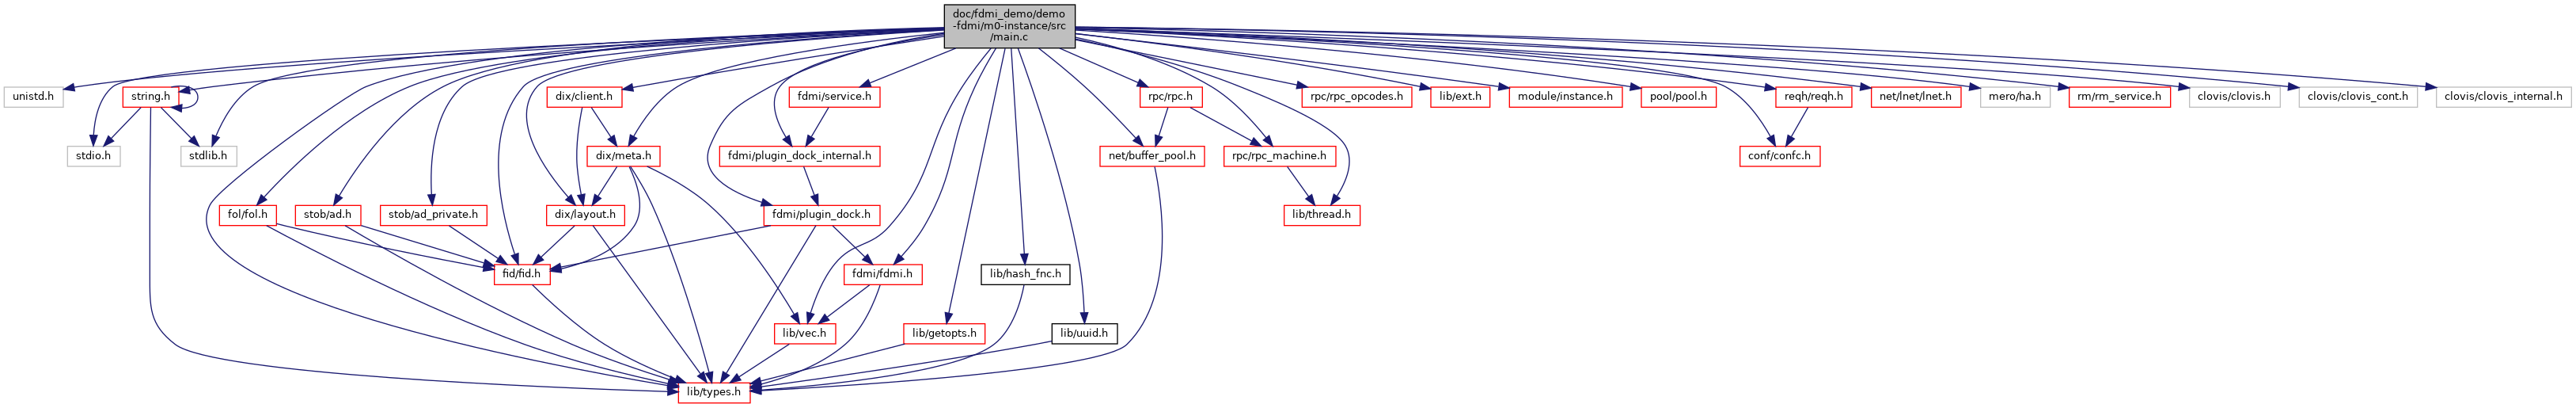 doc/fdmi_demo/demo
-fdmi/m0-instance/src
/main.c
unistd.h
string.h
dix/client.h
fdmi/service.h
rpc/rpc.h
rpc/rpc_opcodes.h
lib/ext.h
module/instance.h
pool/pool.h
reqh/reqh.h
net/lnet/lnet.h
mero/ha.h
rm/rm_service.h
clovis/clovis.h
clovis/clovis_cont.h
clovis/clovis_internal.h
stdio.h
stdlib.h
dix/meta.h
fdmi/plugin_dock_internal.h
net/buffer_pool.h
rpc/rpc_machine.h
conf/confc.h
fol/fol.h
stob/ad.h
stob/ad_private.h
dix/layout.h
fdmi/plugin_dock.h
lib/thread.h
fid/fid.h
fdmi/fdmi.h
lib/hash_fnc.h
lib/vec.h
lib/getopts.h
lib/uuid.h
lib/types.h